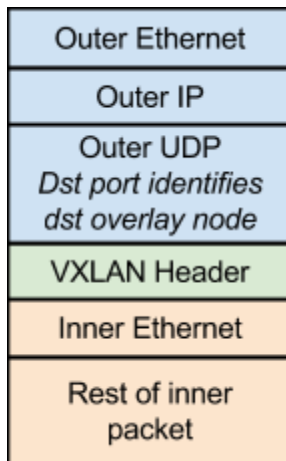 Outer Ethernet
Outer IP
Outer UDP
Dst port identifies
dst overlay node
VXLAN Header
Inner Ethernet
Rest of inner
packet